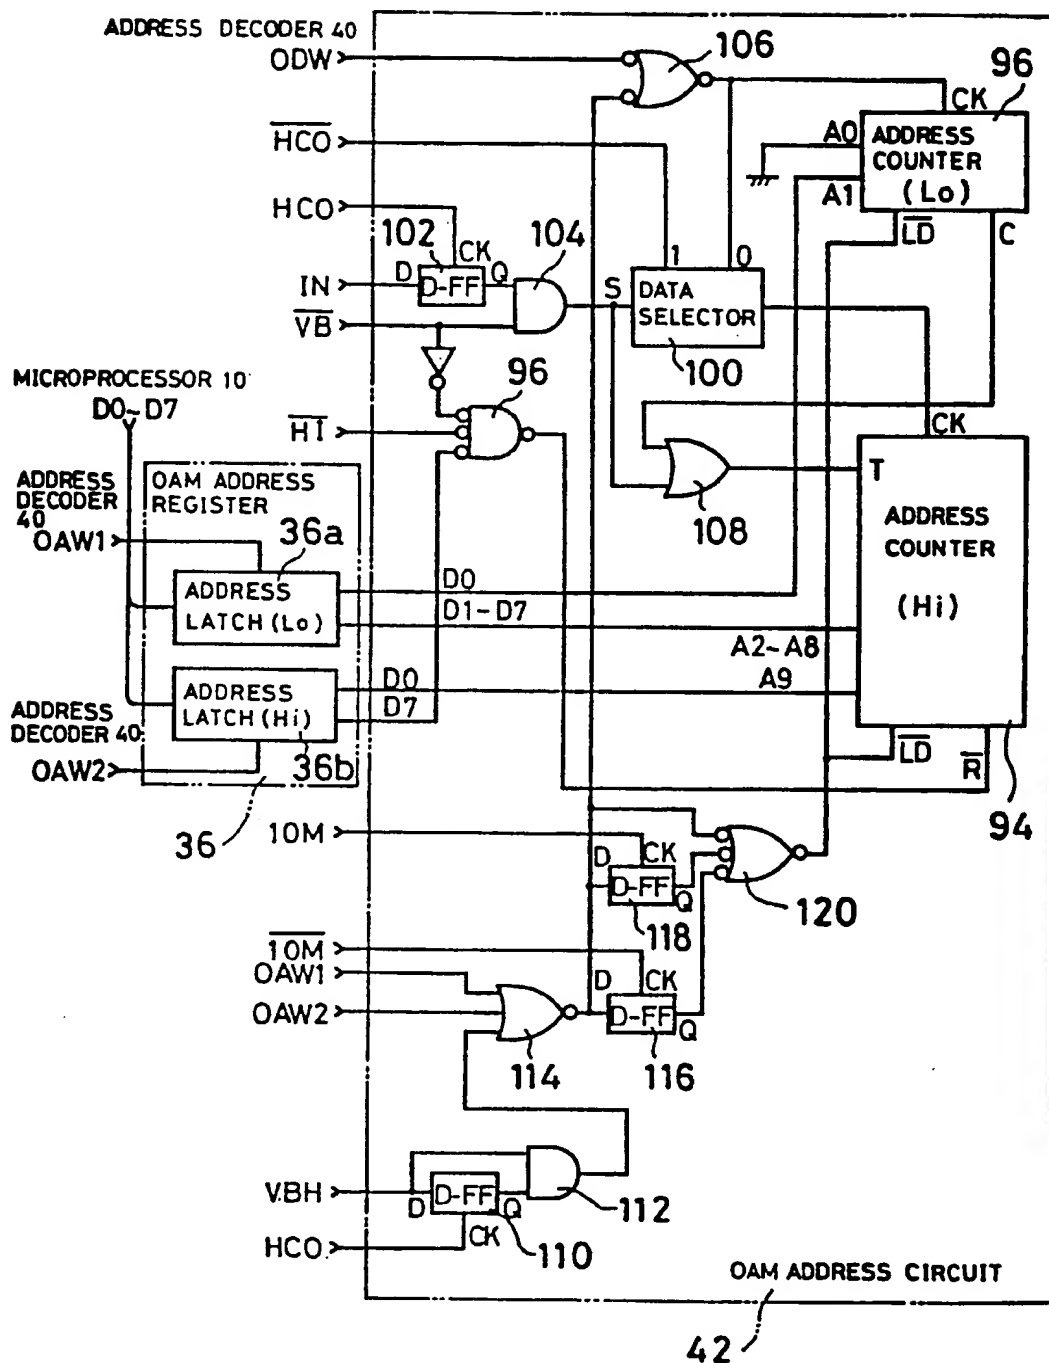 ADDRESS DECODER 40
ODW
106
96
CK
A0
ADDRESS
COUNTER
(Lo)
A1
LD
C
HCO
HCO
102
CK
104
1
0
IN
D
D-FF
Q
S
DATA
SELECTOR
VB
100
MICROPROCESSOR 10
D0~D7
96
CK
HI
T
ADDRESS
DECODER
40
OAM ADDRESS
REGISTER
108
ADDRESS
COUNTER
(Hi)
OAW1
36a
ADDRESS
LATCH (Lo)
D0
D1-D7
A2~A8
ADDRESS
LATCH (Hi)
D0
D7
A9
ADDRESS
DECODER 40
OAW2
36b
LD
R
36
94
10M
D
CK
D-FF
Q
118
120
10M
OAW1
OAW2
D
CK
D-FF
Q
114
116
VBH
D
D-FF
Q
112
HCO
CK
110
OAM ADDRESS CIRCUIT
42